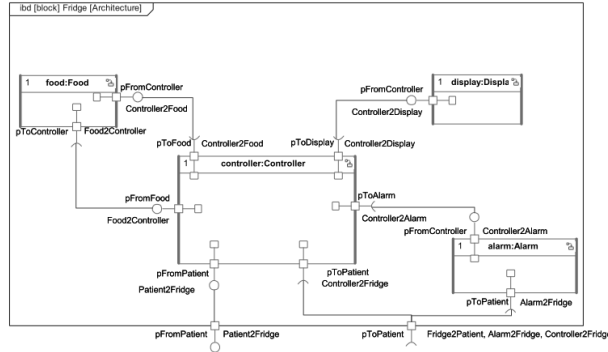 ibd [block] Fridge [Architecture]
1 food:Food
pFromController
Controller2Food
pToController Food2Controller
pFromController
1 display:Displa
Controller2Display
pToFood Controller2Food
pToDisplay Controller2Display
1 controller:Controller
pFromFood
Food2Controller
pToAlarm
Controller2Alarm
pFromController Controller2Alarm
1 alarm:Alarm
pFromPatient
Patient2Fridge
pToPatient
Controller2Fridge
pToPatient Alarm2Fridge
pFromPatient Patient2Fridge
pToPatient Fridge2Patient, Alarm2Fridge, Controller2Fridge